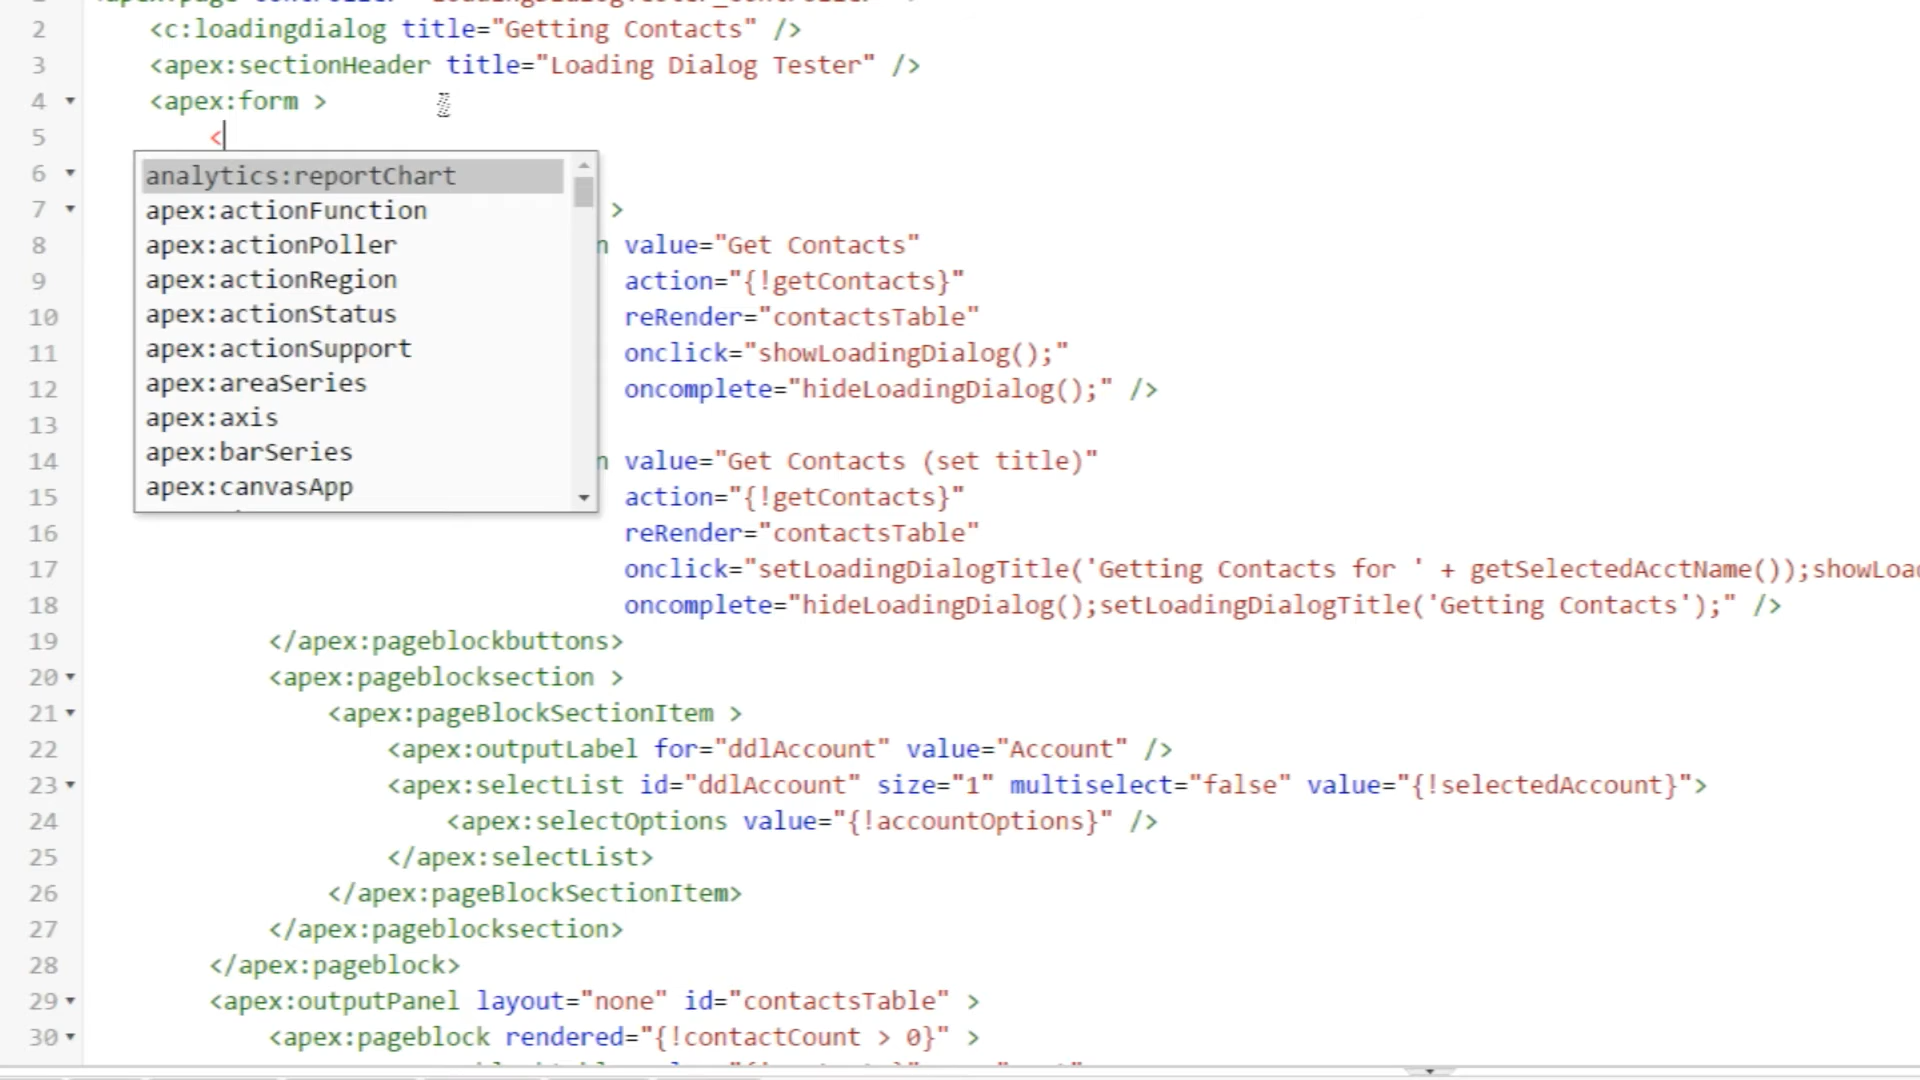 2 <c:loadingdialog title="Getting Contacts" />
3 <apex:sectionHeader title="Loading Dialog Tester" />
4 <apex:form >
5 <
6
7 >
8 n value="Get Contacts"
9 action="{!getContacts}"
10 reRender="contactsTable"
11 onclick="showLoadingDialog();"
12 oncomplete="hideLoadingDialog();" />
13
14 n value="Get Contacts (set title)"
15 action="{!getContacts}"
16 reRender="contactsTable"
17 onclick="setLoadingDialogTitle('Getting Contacts for ' + getSelectedAcctName());showLoa
18 oncomplete="hideLoadingDialog();setLoadingDialogTitle('Getting Contacts');" />
19 </apex:pageblockbuttons>
20 <apex:pageblocksection >
21 <apex:pageBlockSectionItem >
22 <apex:outputLabel for="ddlAccount" value="Account" />
23 <apex:selectList id="ddlAccount" size="1" multiselect="false" value="{!selectedAccount}">
24 <apex:selectOptions value="{!accountOptions}" />
25 </apex:selectList>
26 </apex:pageBlockSectionItem>
27 </apex:pageblocksection>
28 </apex:pageblock>
29 <apex:outputPanel layout="none" id="contactsTable" >
30 <apex:pageblock rendered="{!contactCount > 0}" >
analytics:reportChart
apex:actionFunction
apex:actionPoller
apex:actionRegion
apex:actionStatus
apex:actionSupport
apex:areaSeries
apex:axis
apex:barSeries
apex:canvasApp